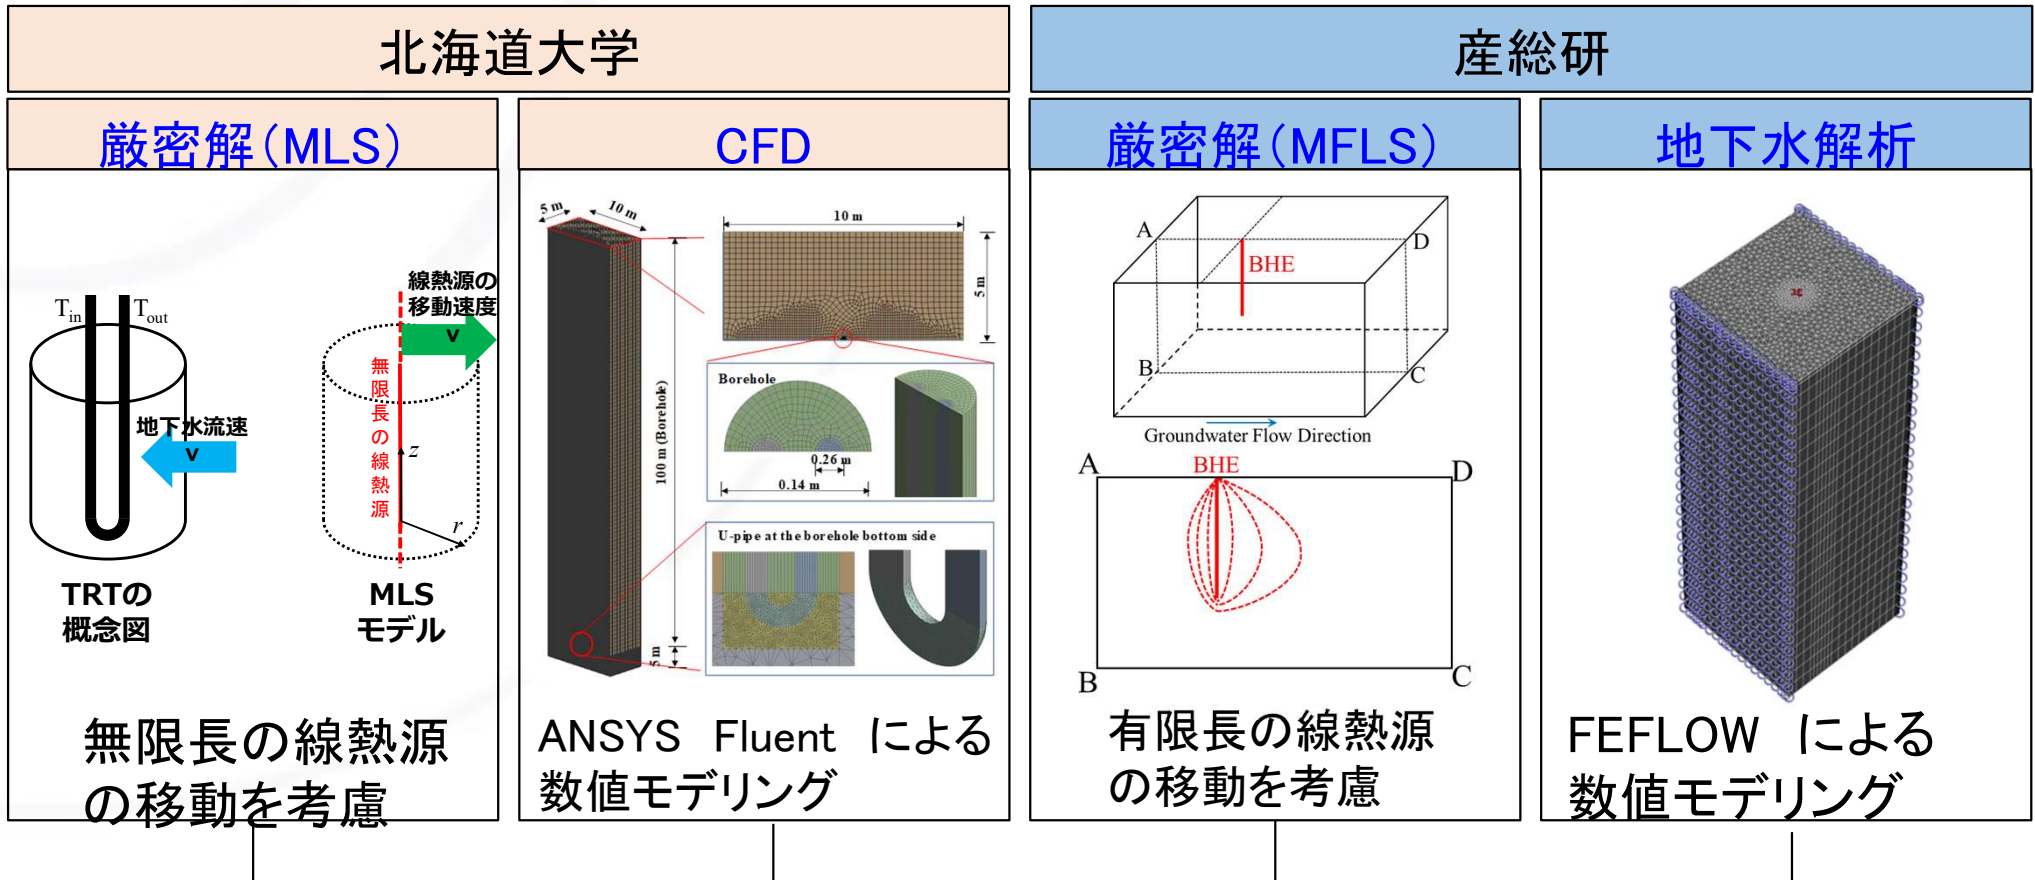 北海道大学
産総研
厳密解(MLS)
CFD
厳密解(MFLS)
地下水解析
Tin
Tout
地下水流速
V
TRTの
概念図
線熱源の
移動速度
V
無限長の線熱源
z
r
MLS
モデル
無限長の線熱源
の移動を考慮
5 m
10 m
10 m
5 m
100 m (Borehole)
5 m
Borehole
0.26 m
0.14 m
U-pipe at the borehole bottom side
ANSYS Fluent による
数値モデリング
A
D
BHE
B
C
Groundwater Flow Direction
A
BHE
D
B
C
有限長の線熱源
の移動を考慮
FEFLOW による
数値モデリング